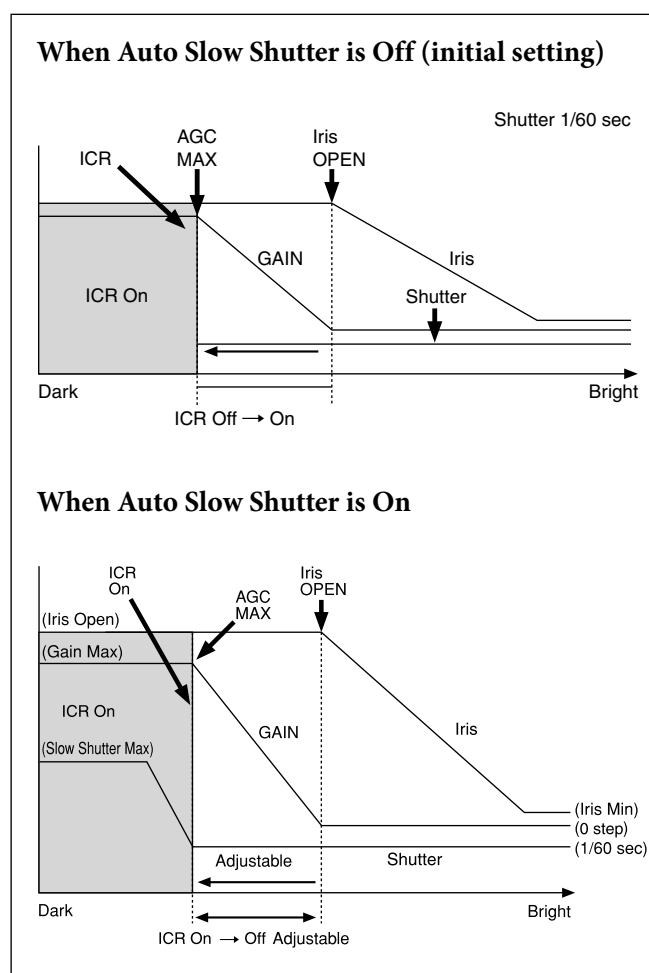 When Auto Slow Shutter is Off (initial setting)
Shutter 1/60 sec
AGC
MAX
Iris
OPEN
ICR
GAIN
Iris
ICR On
Shutter
Dark
Bright
ICR Off → On
When Auto Slow Shutter is On
ICR
On
AGC
MAX
Iris
OPEN
(Iris Open)
(Gain Max)
ICR On
GAIN
Iris
(Slow Shutter Max)
(Iris Min)
(0 step)
(1/60 sec)
Adjustable
Shutter
Dark
Bright
ICR On → Off Adjustable